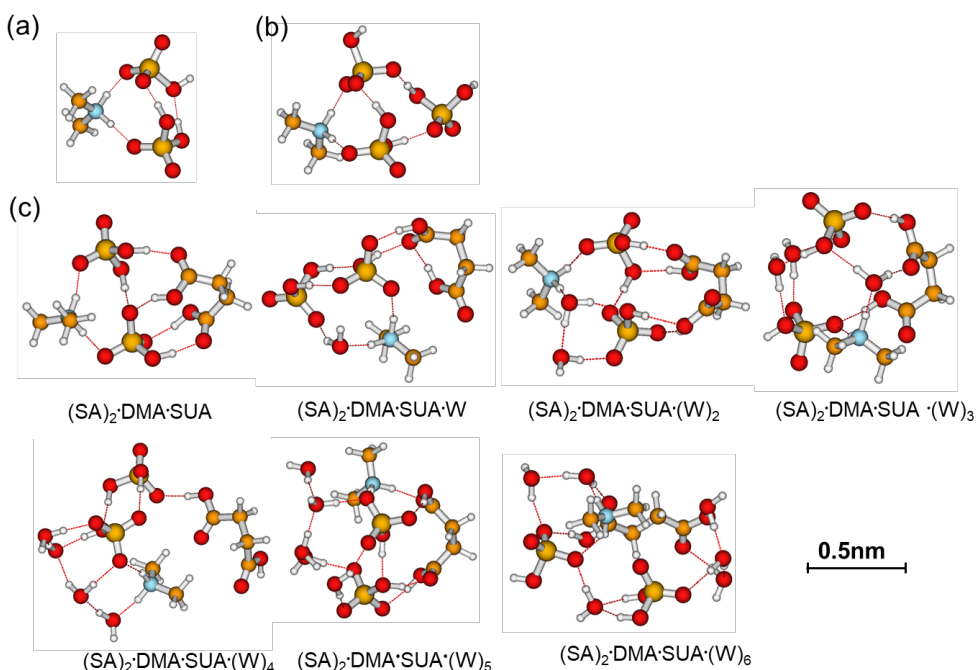 (a)
(b)
(c)
(SA)₂·DMA·SUA
(SA)₂·DMA·SUA·W
(SA)₂·DMA·SUA·(W)₂
(SA)₂·DMA·SUA ·(W)₃
0.5nm
(SA)₂·DMA·SUA·(W)₄
(SA)₂·DMA·SUA·(W)₅
(SA)₂·DMA·SUA·(W)₆